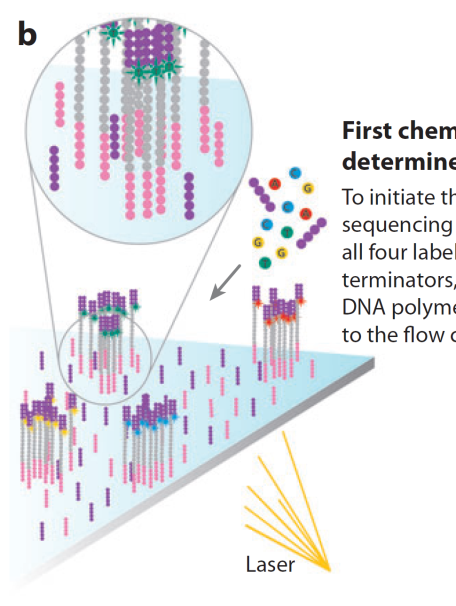 b
First chem
determine
To initiate th
sequencing
all four label
terminators,
DNA polyme
to the flow c
C
A
G
C
A
C
G
T
G
T
Laser